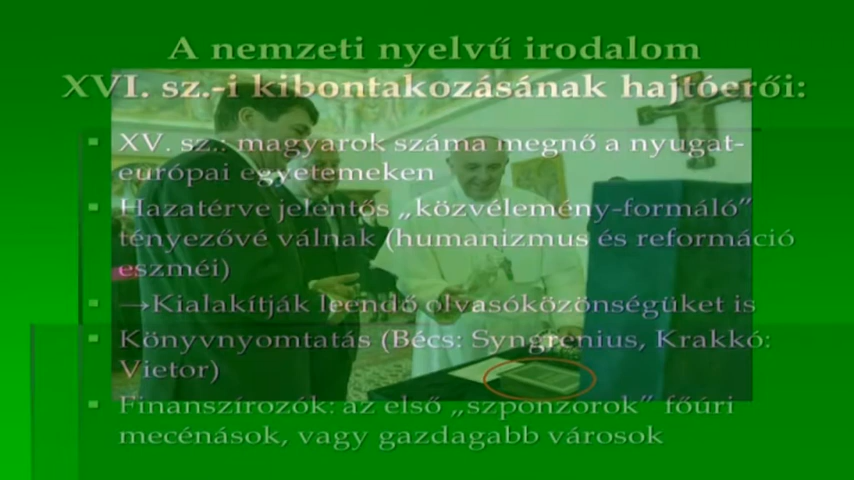 A nemzeti nyelvű irodalom
XVI. sz.-i kibontakozásának hajtóerői:
XV. sz.: magyarok száma megnő a nyugat-
európai egyetemeken
Hazatérve jelentős „közvélemény-formáló”
tényezővé válnak (humanizmus és reformáció
eszméi)
→Kialakítják leendő olvasóközönségüket is
Könyvnyomtatás (Bécs: Syngrenius, Krakkó:
Vietor)
Finanszírozók: az első „szponzorok” főúri
mecénások, vagy gazdagabb városok